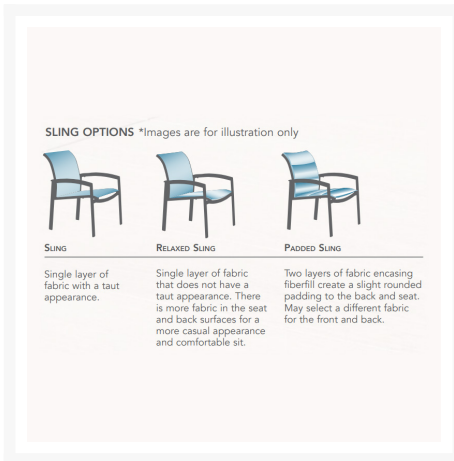 SLING OPTIONS *Images are for illustration only
SLING
Single layer of
fabric with a taut
appearance.
RELAXED SLING
Single layer of fabric
that does not have a
taut appearance. There
is more fabric in the seat
and back surfaces for a
more casual appearance
and comfortable sit.
PADDED SLING
Two layers of fabric encasing
fiberfill create a slight rounded
padding to the back and seat.
May select a different fabric
for the front and back.